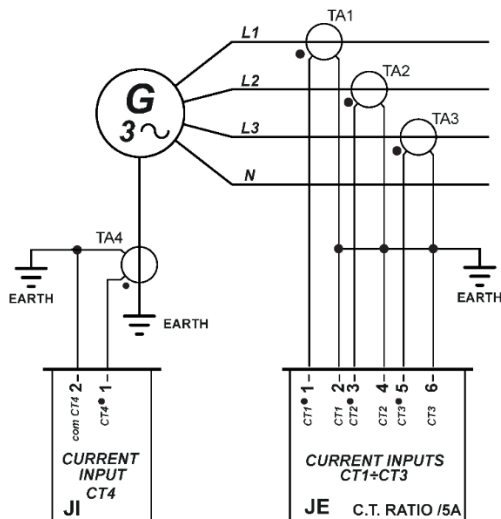 TA1
L1
TA2
L2
G
3~
TA3
L3
N
TA4
EARTH
EARTH
EARTH
com CT4 2-
CT4• 1-
CT1• 1-
CT1 2-
CT2• 3-
CT2 4-
CT3• 5-
CT3 6-
CURRENT
INPUT
CT4
JI
CURRENT INPUTS
CT1÷CT3
JE C.T. RATIO /5A